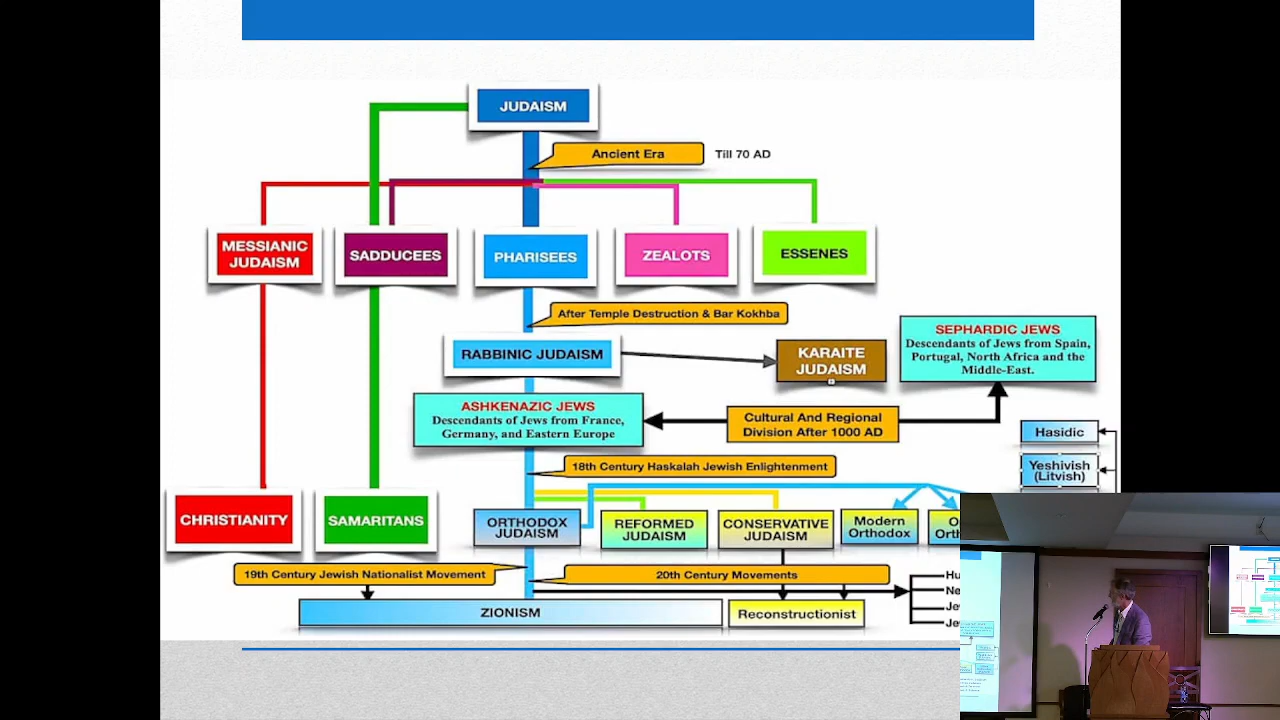 JUDAISM
Ancient Era
Till 70 AD
MESSIANIC
JUDAISM
SADDUCEES
PHARISEES
ZEALOTS
ESSENES
After Temple Destruction & Bar Kokhba
RABBINIC JUDAISM
KARAITE
JUDAISM
SEPHARDIC JEWS
Descendants of Jews from Spain,
Portugal, North Africa and the
Middle-East.
ASHKENAZIC JEWS
Descendants of Jews from France,
Germany, and Eastern Europe
Cultural And Regional
Division After 1000 AD
Hasidic
Yeshivish
(Litvish)
18th Century Haskalah Jewish Enlightenment
CHRISTIANITY
SAMARITANS
ORTHODOX
JUDAISM
REFORMED
JUDAISM
CONSERVATIVE
JUDAISM
Modern
Orthodox
19th Century Jewish Nationalist Movement
20th Century Movements
ZIONISM
Reconstructionist